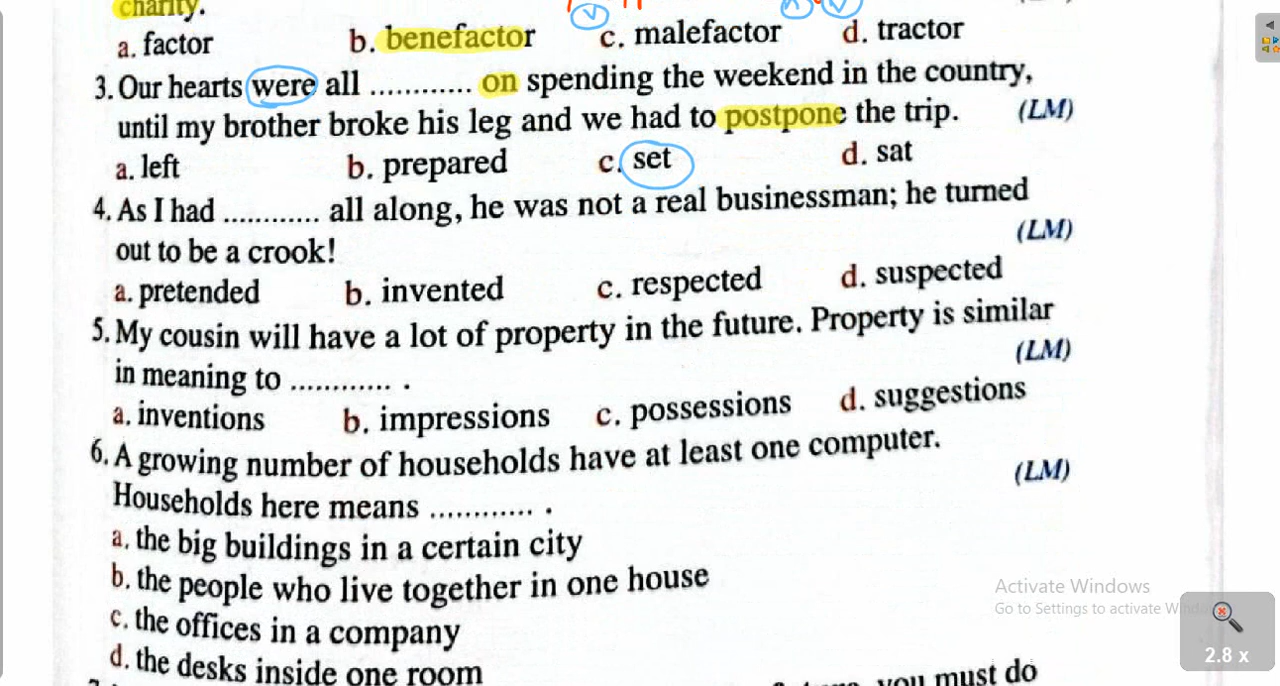 charity.
a. factor b. benefactor c. malefactor d. tractor
3. Our hearts were all ............ on spending the weekend in the country,
until my brother broke his leg and we had to postpone the trip. (LM)
a. left b. prepared c. set d. sat
4. As I had ............ all along, he was not a real businessman; he turned
out to be a crook! (LM)
a. pretended b. invented c. respected d. suspected
5. My cousin will have a lot of property in the future. Property is similar
in meaning to ............ . (LM)
a. inventions b. impressions c. possessions d. suggestions
6. A growing number of households have at least one computer.
Households here means ............ . (LM)
a. the big buildings in a certain city
b. the people who live together in one house
c. the offices in a company
d. the desks inside one room
you must do
Activate Windows
Go to Settings to activate
2.8 x